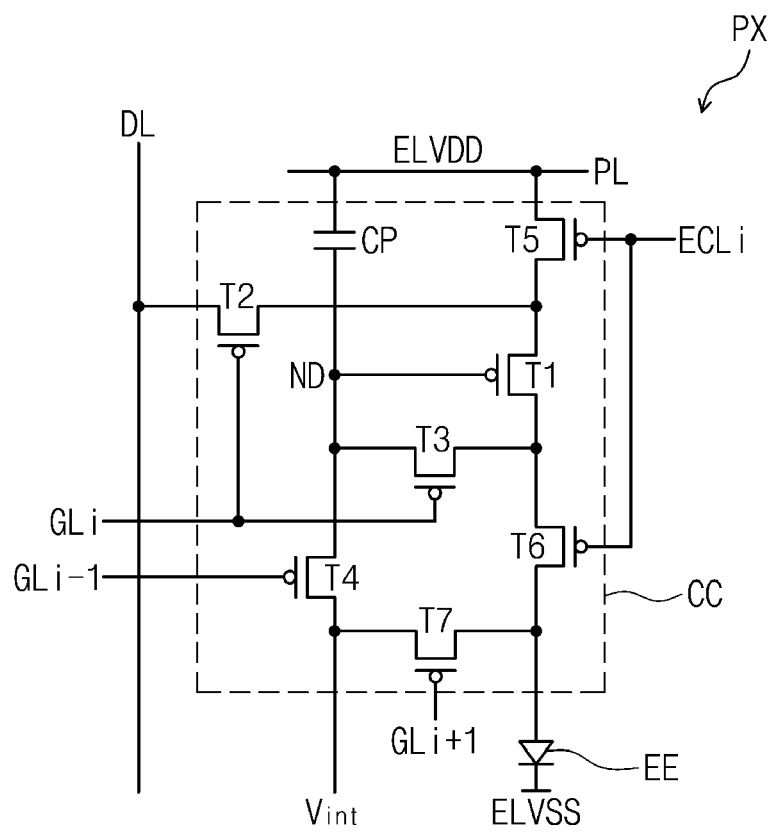 PX
DL
ELVDD
PL
CP
T5
ECLi
T2
ND
T1
T3
GLi
T6
GLi-1
T4
CC
T7
GLi+1
EE
Vint
ELVSS